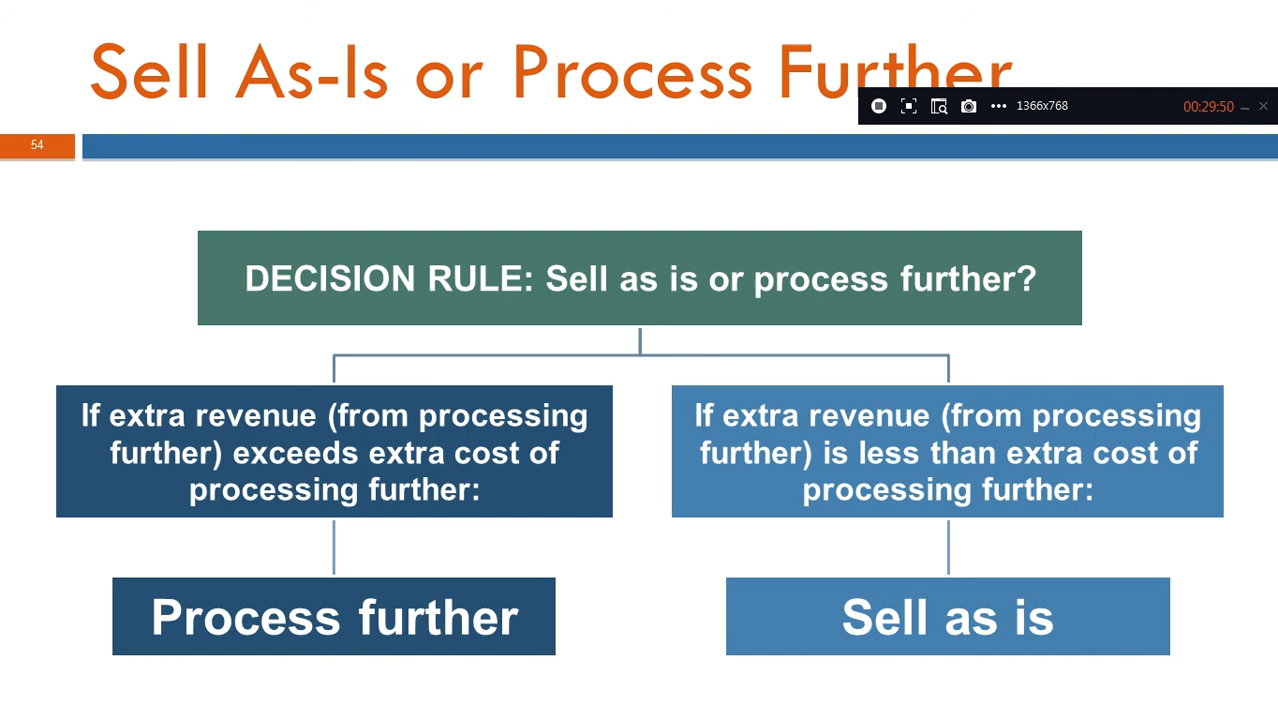 Sell As-Is or Process Further
1366x768
00:29:50
54
DECISION RULE: Sell as is or process further?
If extra revenue (from processing
further) exceeds extra cost of
processing further:
If extra revenue (from processing
further) is less than extra cost of
processing further:
Process further
Sell as is